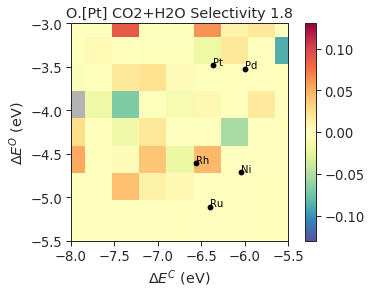 O.[Pt] CO2+H2O Selectivity 1.8
−3.0
−3.5
−4.0
−4.5
−5.0
−5.5
ΔE^O (eV)
Pt
Pd
Rh
Ni
Ru
−8.0 −7.5 −7.0 −6.5 −6.0 −5.5
ΔE^C (eV)
0.10
0.05
0.00
−0.05
−0.10